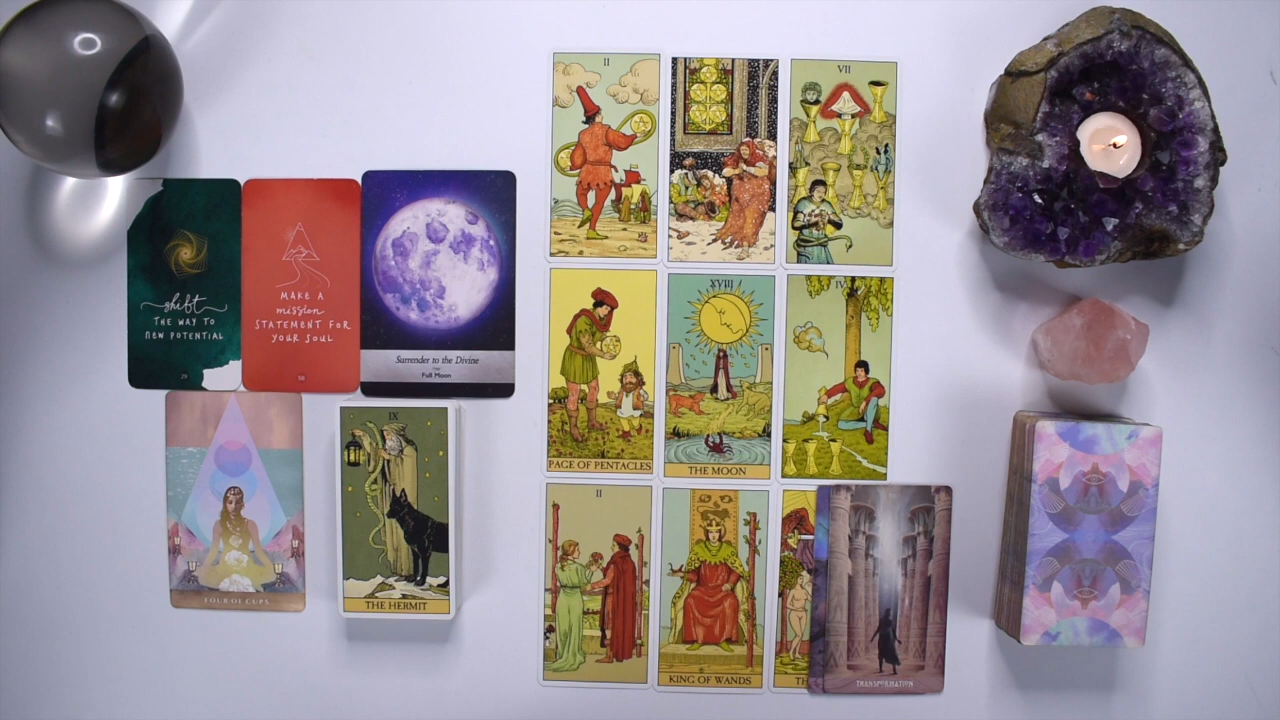 shift
THE WAY TO
NEW POTENTIAL
29
MAKE A
mission
STATEMENT FOR
YOUR SOUL
Surrender to the Divine
Full Moon
FOUR OF CUPS
IX
THE HERMIT
II
VII
PAGE OF PENTACLES
XVIII
THE MOON
IV
II
KING OF WANDS
TH
TRANSFORMATION